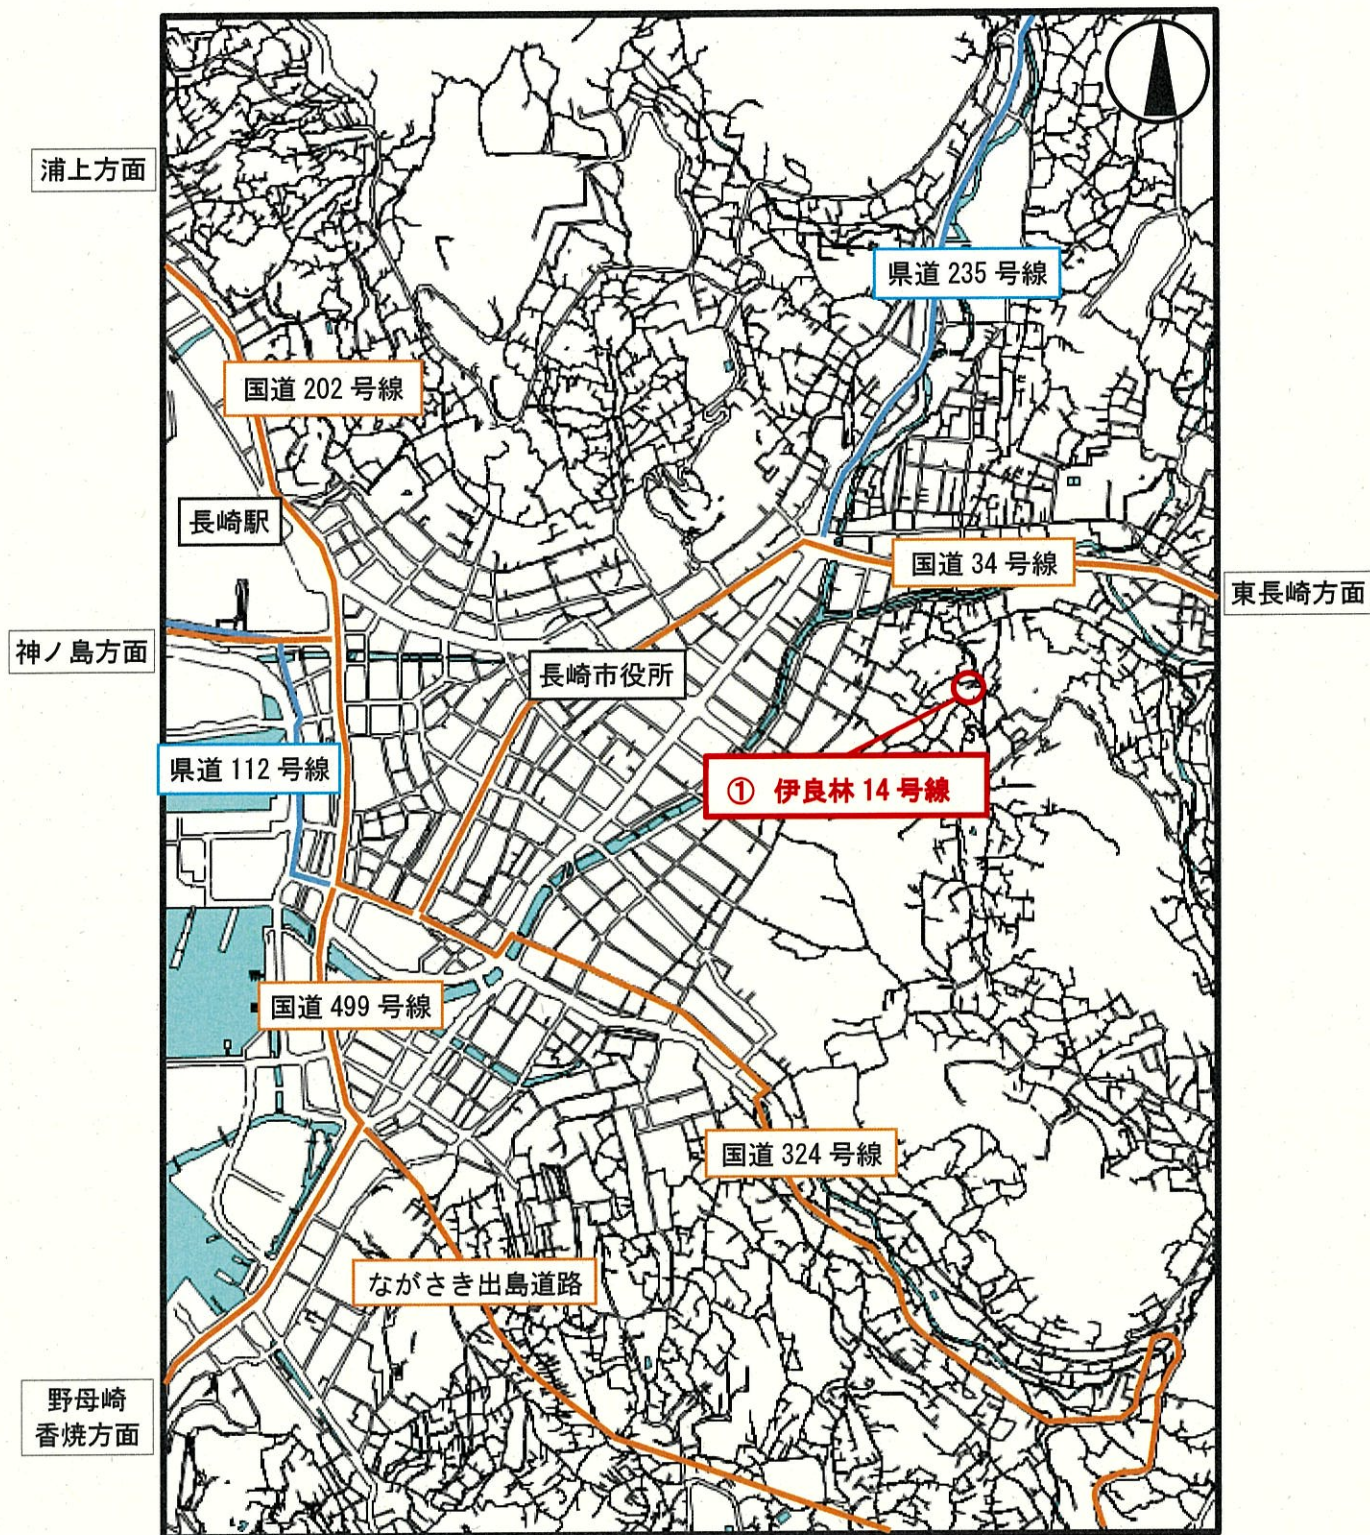 浦上方面
県道 235 号線
国道 202 号線
長崎駅
国道 34 号線
東長崎方面
神ノ島方面
長崎市役所
県道 112 号線
① 伊良林 14 号線
国道 499 号線
国道 324 号線
ながさき出島道路
野母崎
香焼方面